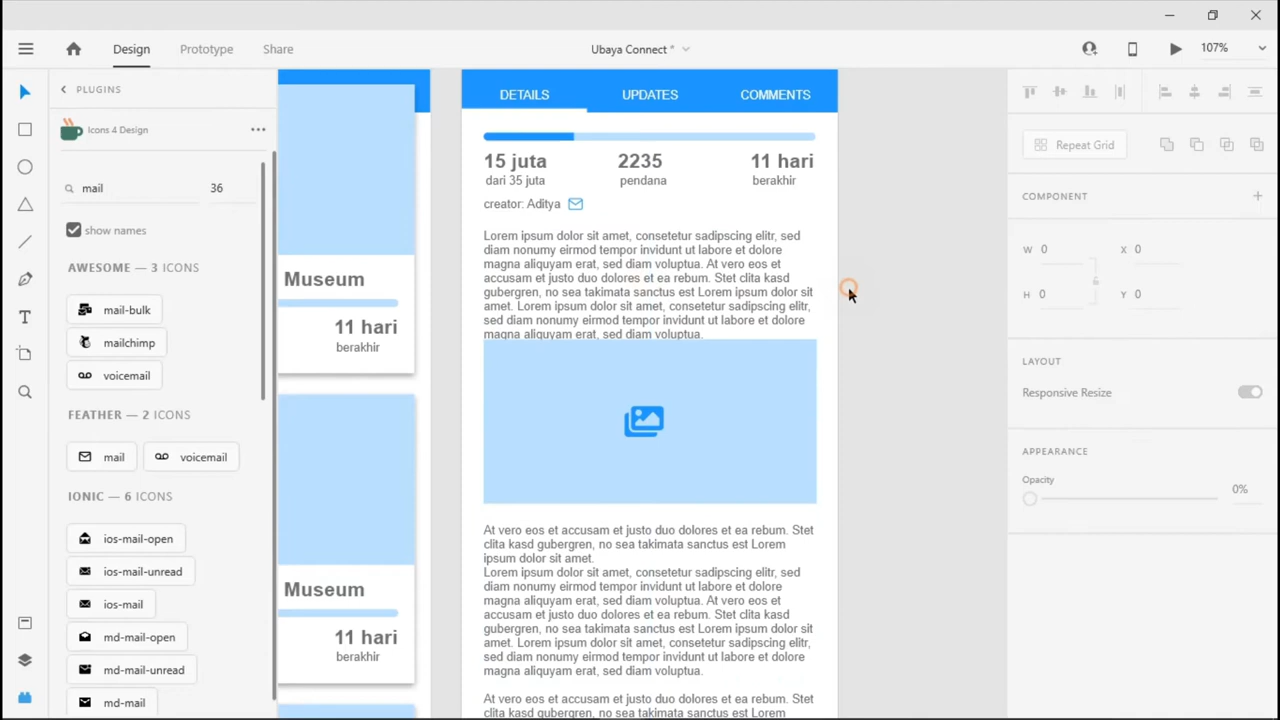 Design
Prototype
Share
Ubaya Connect *
107%
PLUGINS
Icons 4 Design
mail
36
show names
AWESOME — 3 ICONS
mail-bulk
mailchimp
voicemail
FEATHER — 2 ICONS
mail
voicemail
IONIC — 6 ICONS
ios-mail-open
ios-mail-unread
ios-mail
md-mail-open
md-mail-unread
md-mail
Museum
11 hari
berakhir
Museum
11 hari
berakhir
DETAILS
UPDATES
COMMENTS
15 juta
2235
11 hari
dari 35 juta
pendana
berakhir
creator: Aditya
Lorem ipsum dolor sit amet, consetetur sadipscing elitr, sed
diam nonumy eirmod tempor invidunt ut labore et dolore
magna aliquyam erat, sed diam voluptua. At vero eos et
accusam et justo duo dolores et ea rebum. Stet clita kasd
gubergren, no sea takimata sanctus est Lorem ipsum dolor sit
amet. Lorem ipsum dolor sit amet, consetetur sadipscing elitr,
sed diam nonumy eirmod tempor invidunt ut labore et dolore
magna aliquyam erat, sed diam voluptua.
At vero eos et accusam et justo duo dolores et ea rebum. Stet
clita kasd gubergren, no sea takimata sanctus est Lorem
ipsum dolor sit amet.
Lorem ipsum dolor sit amet, consetetur sadipscing elitr, sed
diam nonumy eirmod tempor invidunt ut labore et dolore
magna aliquyam erat, sed diam voluptua. At vero eos et
accusam et justo duo dolores et ea rebum. Stet clita kasd
gubergren, no sea takimata sanctus est Lorem ipsum dolor sit
amet. Lorem ipsum dolor sit amet, consetetur sadipscing elitr,
sed diam nonumy eirmod tempor invidunt ut labore et dolore
magna aliquyam erat, sed diam voluptua.
At vero eos et accusam et justo duo dolores et ea rebum. Stet
clita kasd gubergren, no sea takimata sanctus est Lorem
Repeat Grid
COMPONENT
W 0
X 0
H 0
Y 0
LAYOUT
Responsive Resize
APPEARANCE
Opacity
0%